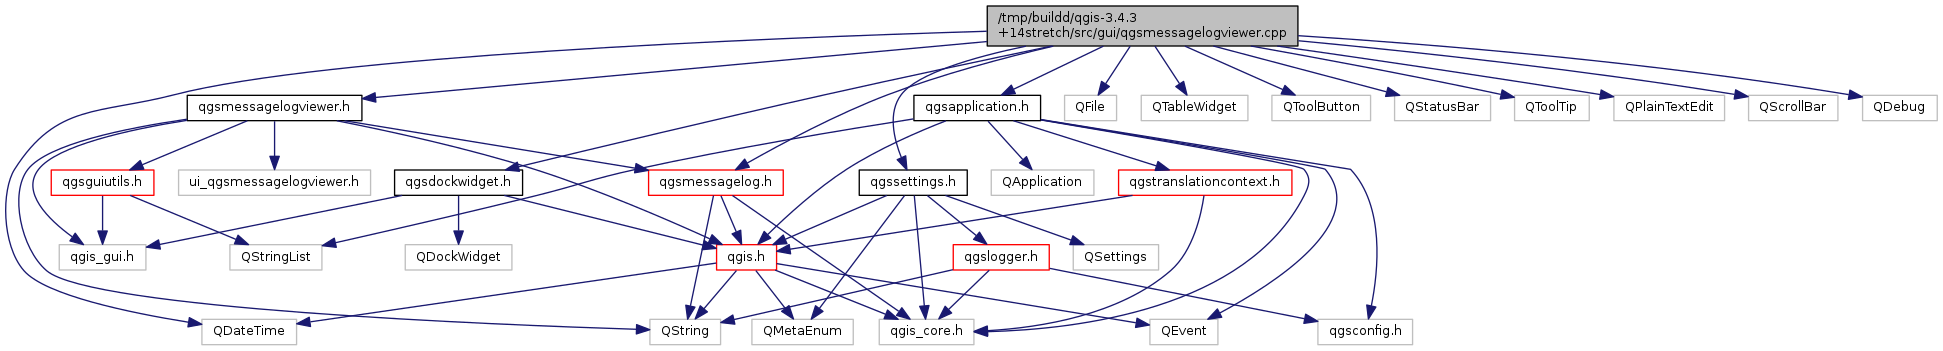 /tmp/buildd/qgis-3.4.3
+14stretch/src/gui/qgsmessagelogviewer.cpp
qgsmessagelogviewer.h
qgsapplication.h
QFile
QTableWidget
QToolButton
QStatusBar
QToolTip
QPlainTextEdit
QScrollBar
QDebug
qgsguiutils.h
ui_qgsmessagelogviewer.h
qgsdockwidget.h
qgsmessagelog.h
qgssettings.h
QApplication
qgstranslationcontext.h
qgis_gui.h
QStringList
QDockWidget
qgis.h
qgslogger.h
QSettings
QDateTime
QString
QMetaEnum
qgis_core.h
QEvent
qgsconfig.h